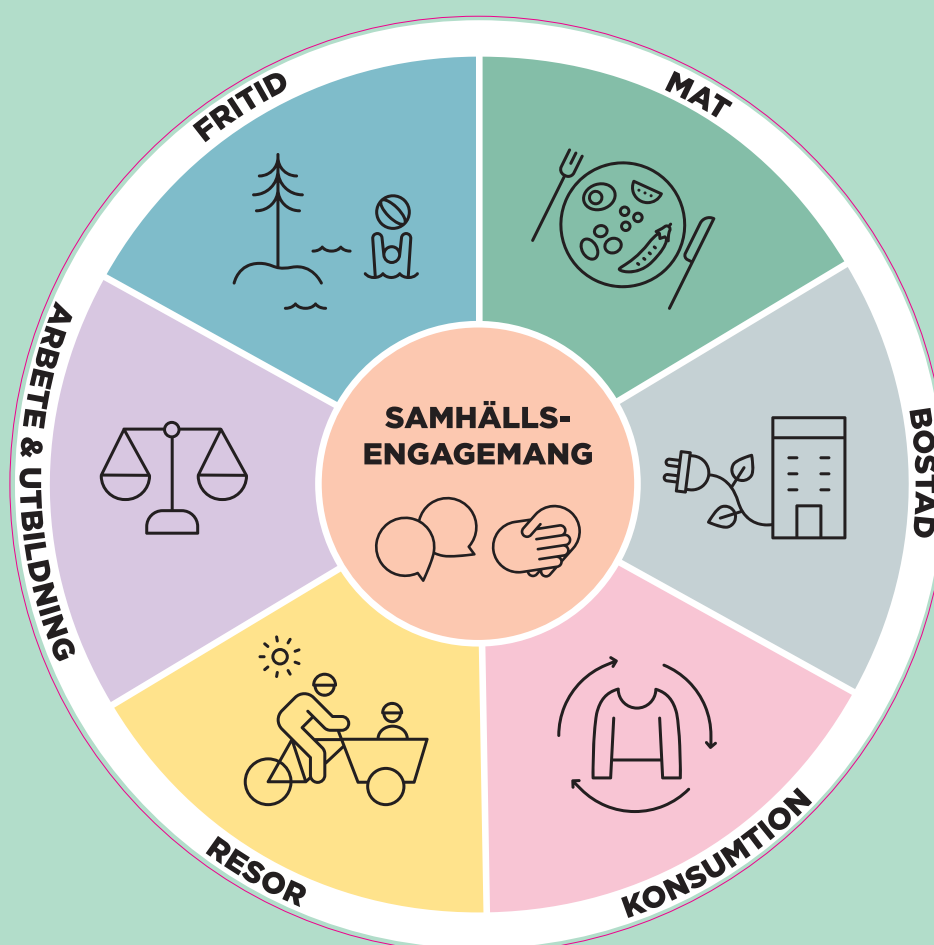 FRITID
MAT
BOSTAD
KONSUMTION
RESOR
ARBETE & UTBILDNING
SAMHÄLLS-
ENGAGEMANG